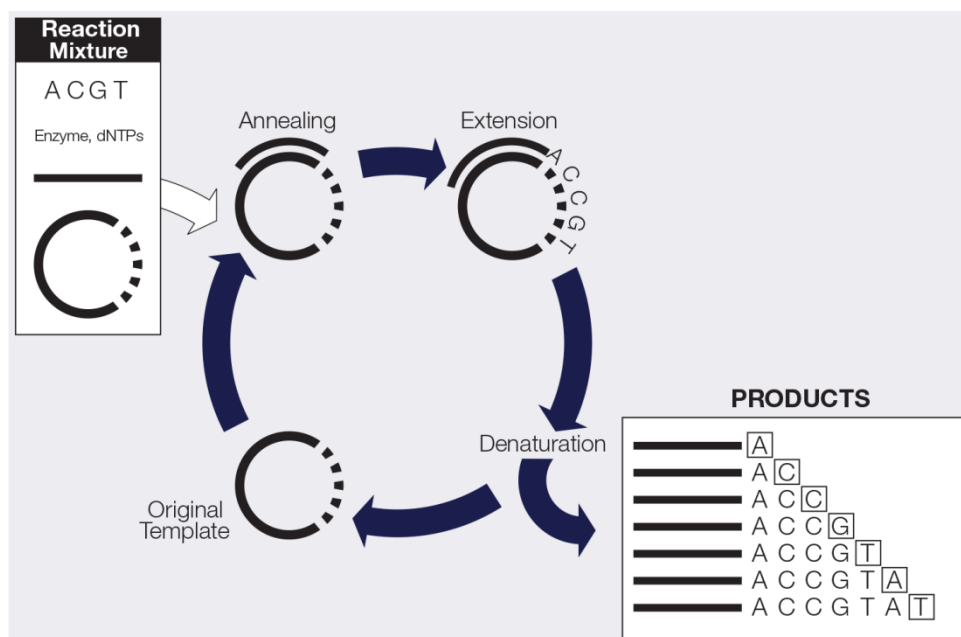 Reaction
Mixture
A C G T
Enzyme, dNTPs
Annealing
Extension
A C C G T
Denaturation
Original
Template
PRODUCTS
A
A C
A C C
A C C G
A C C G T
A C C G T A
A C C G T A T